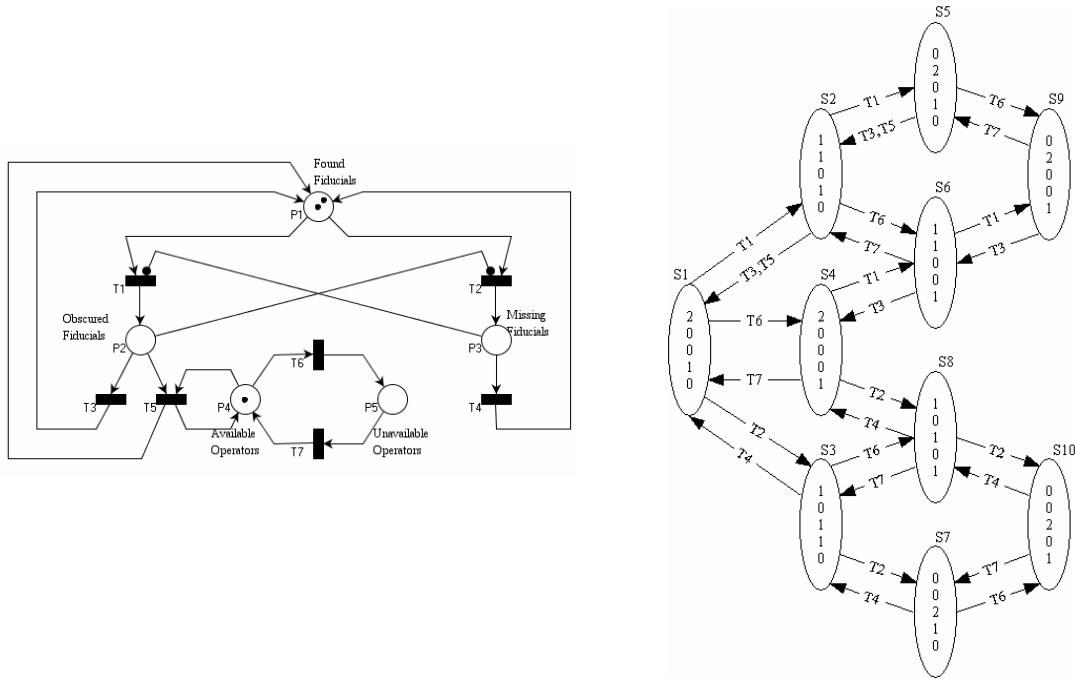 Found
Fiducials
P1
T1
T2
Obscured
Fiducials
P2
Missing
Fiducials
P3
T6
T3
T5
P4
P5
T4
Available
Operators
T7
Unavailable
Operators
S5
0
2
0
1
0
S2
T1
T3,T5
T6
T7
S9
1
1
0
1
0
0
2
0
0
1
S6
T6
T7
1
1
0
0
1
T1
T3
T1
T3,T5
S1
S4
T1
T3
2
0
0
1
0
T6
T7
2
0
0
0
1
S8
T2
T4
1
0
1
0
1
T2
T4
S3
T6
T7
T2
T4
S10
1
0
1
1
0
0
0
2
0
1
S7
T2
T4
0
0
2
1
0
T7
T6